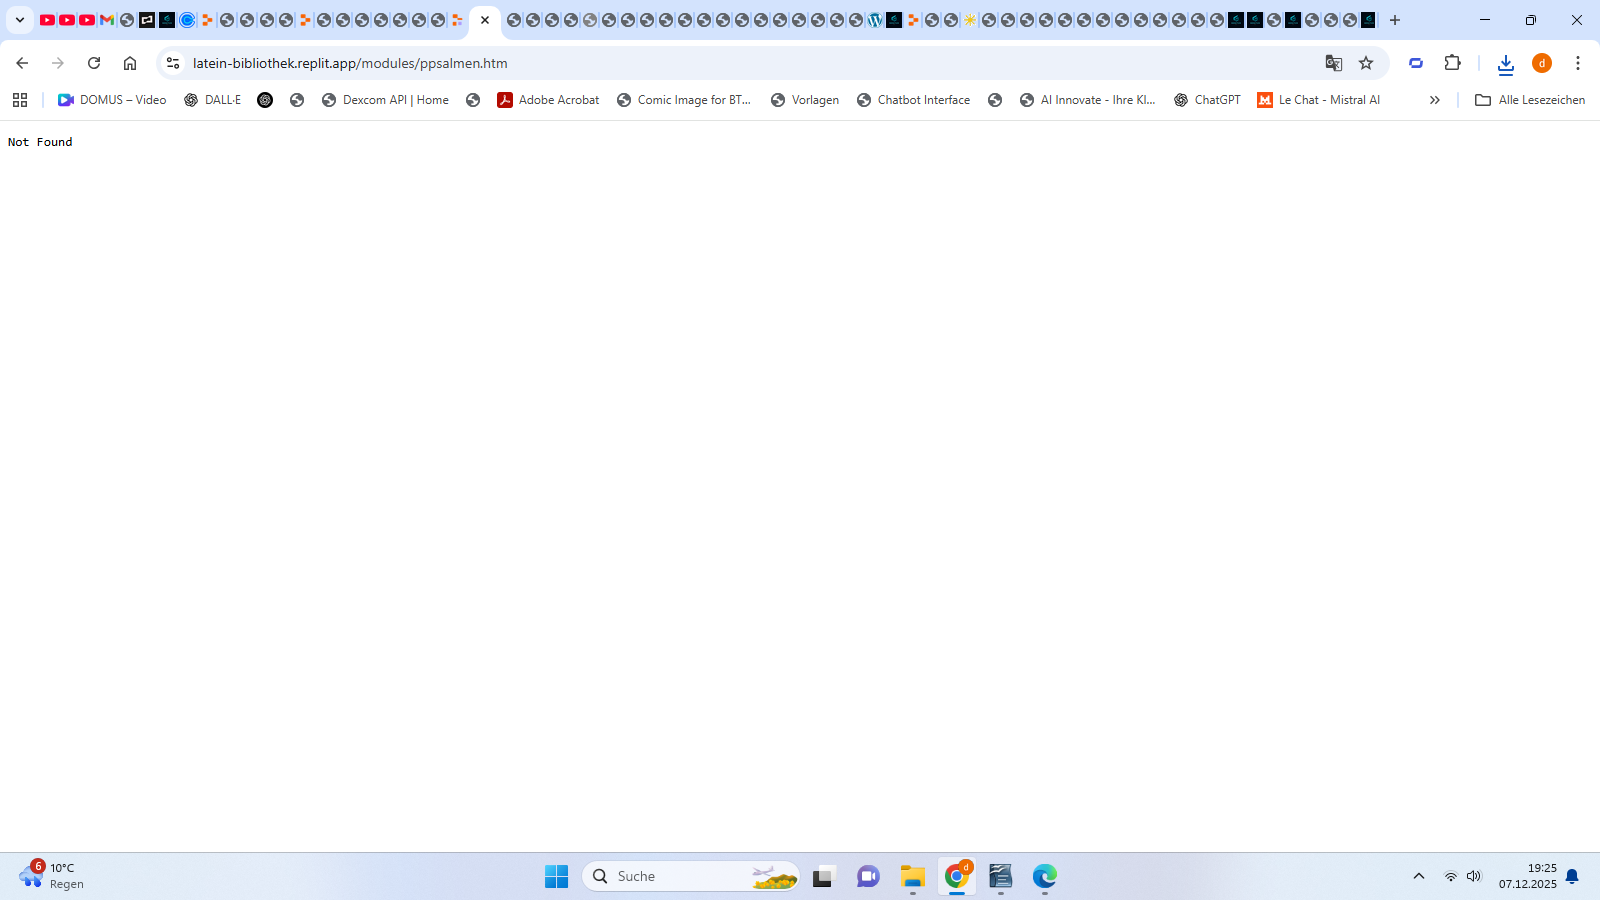 latein-bibliothek.replit.app/modules/ppsalmen.htm
d
DOMUS – Video
DALL·E
Dexcom API | Home
Adobe Acrobat
Comic Image for BT...
Vorlagen
Chatbot Interface
AI Innovate - Ihre KI...
ChatGPT
Le Chat - Mistral AI
Alle Lesezeichen
Not Found
6
10°C
Regen
Suche
d
19:25
07.12.2025